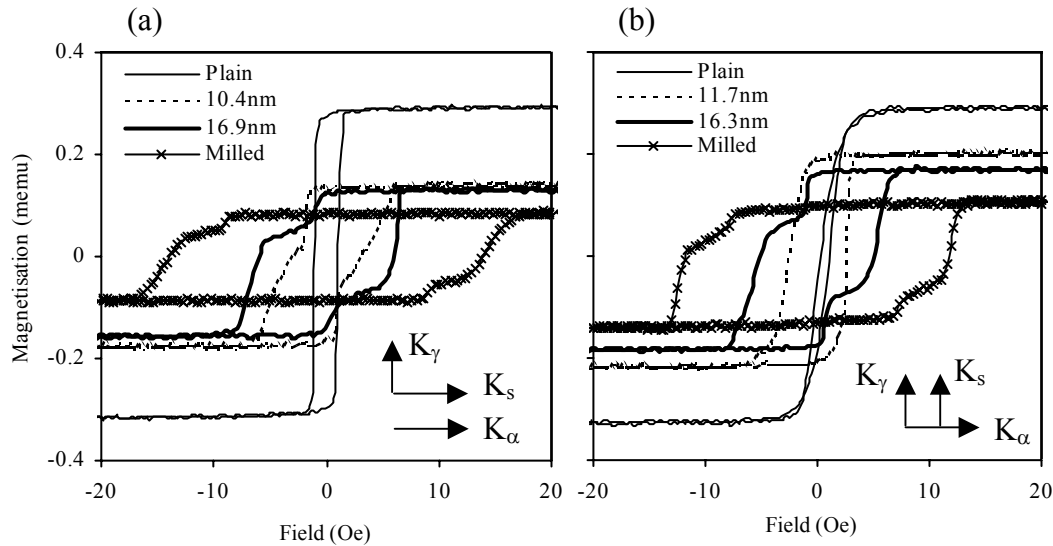 (a)
(b)
0.4
0.2
0
-0.2
-0.4
Magnetisation (memu)
Plain
10.4nm
16.9nm
Milled
Kγ
Ks
Kα
-20
-10
0
10
20
Field (Oe)
Plain
11.7nm
16.3nm
Milled
Kγ
Ks
Kα
-20
-10
0
10
20
Field (Oe)